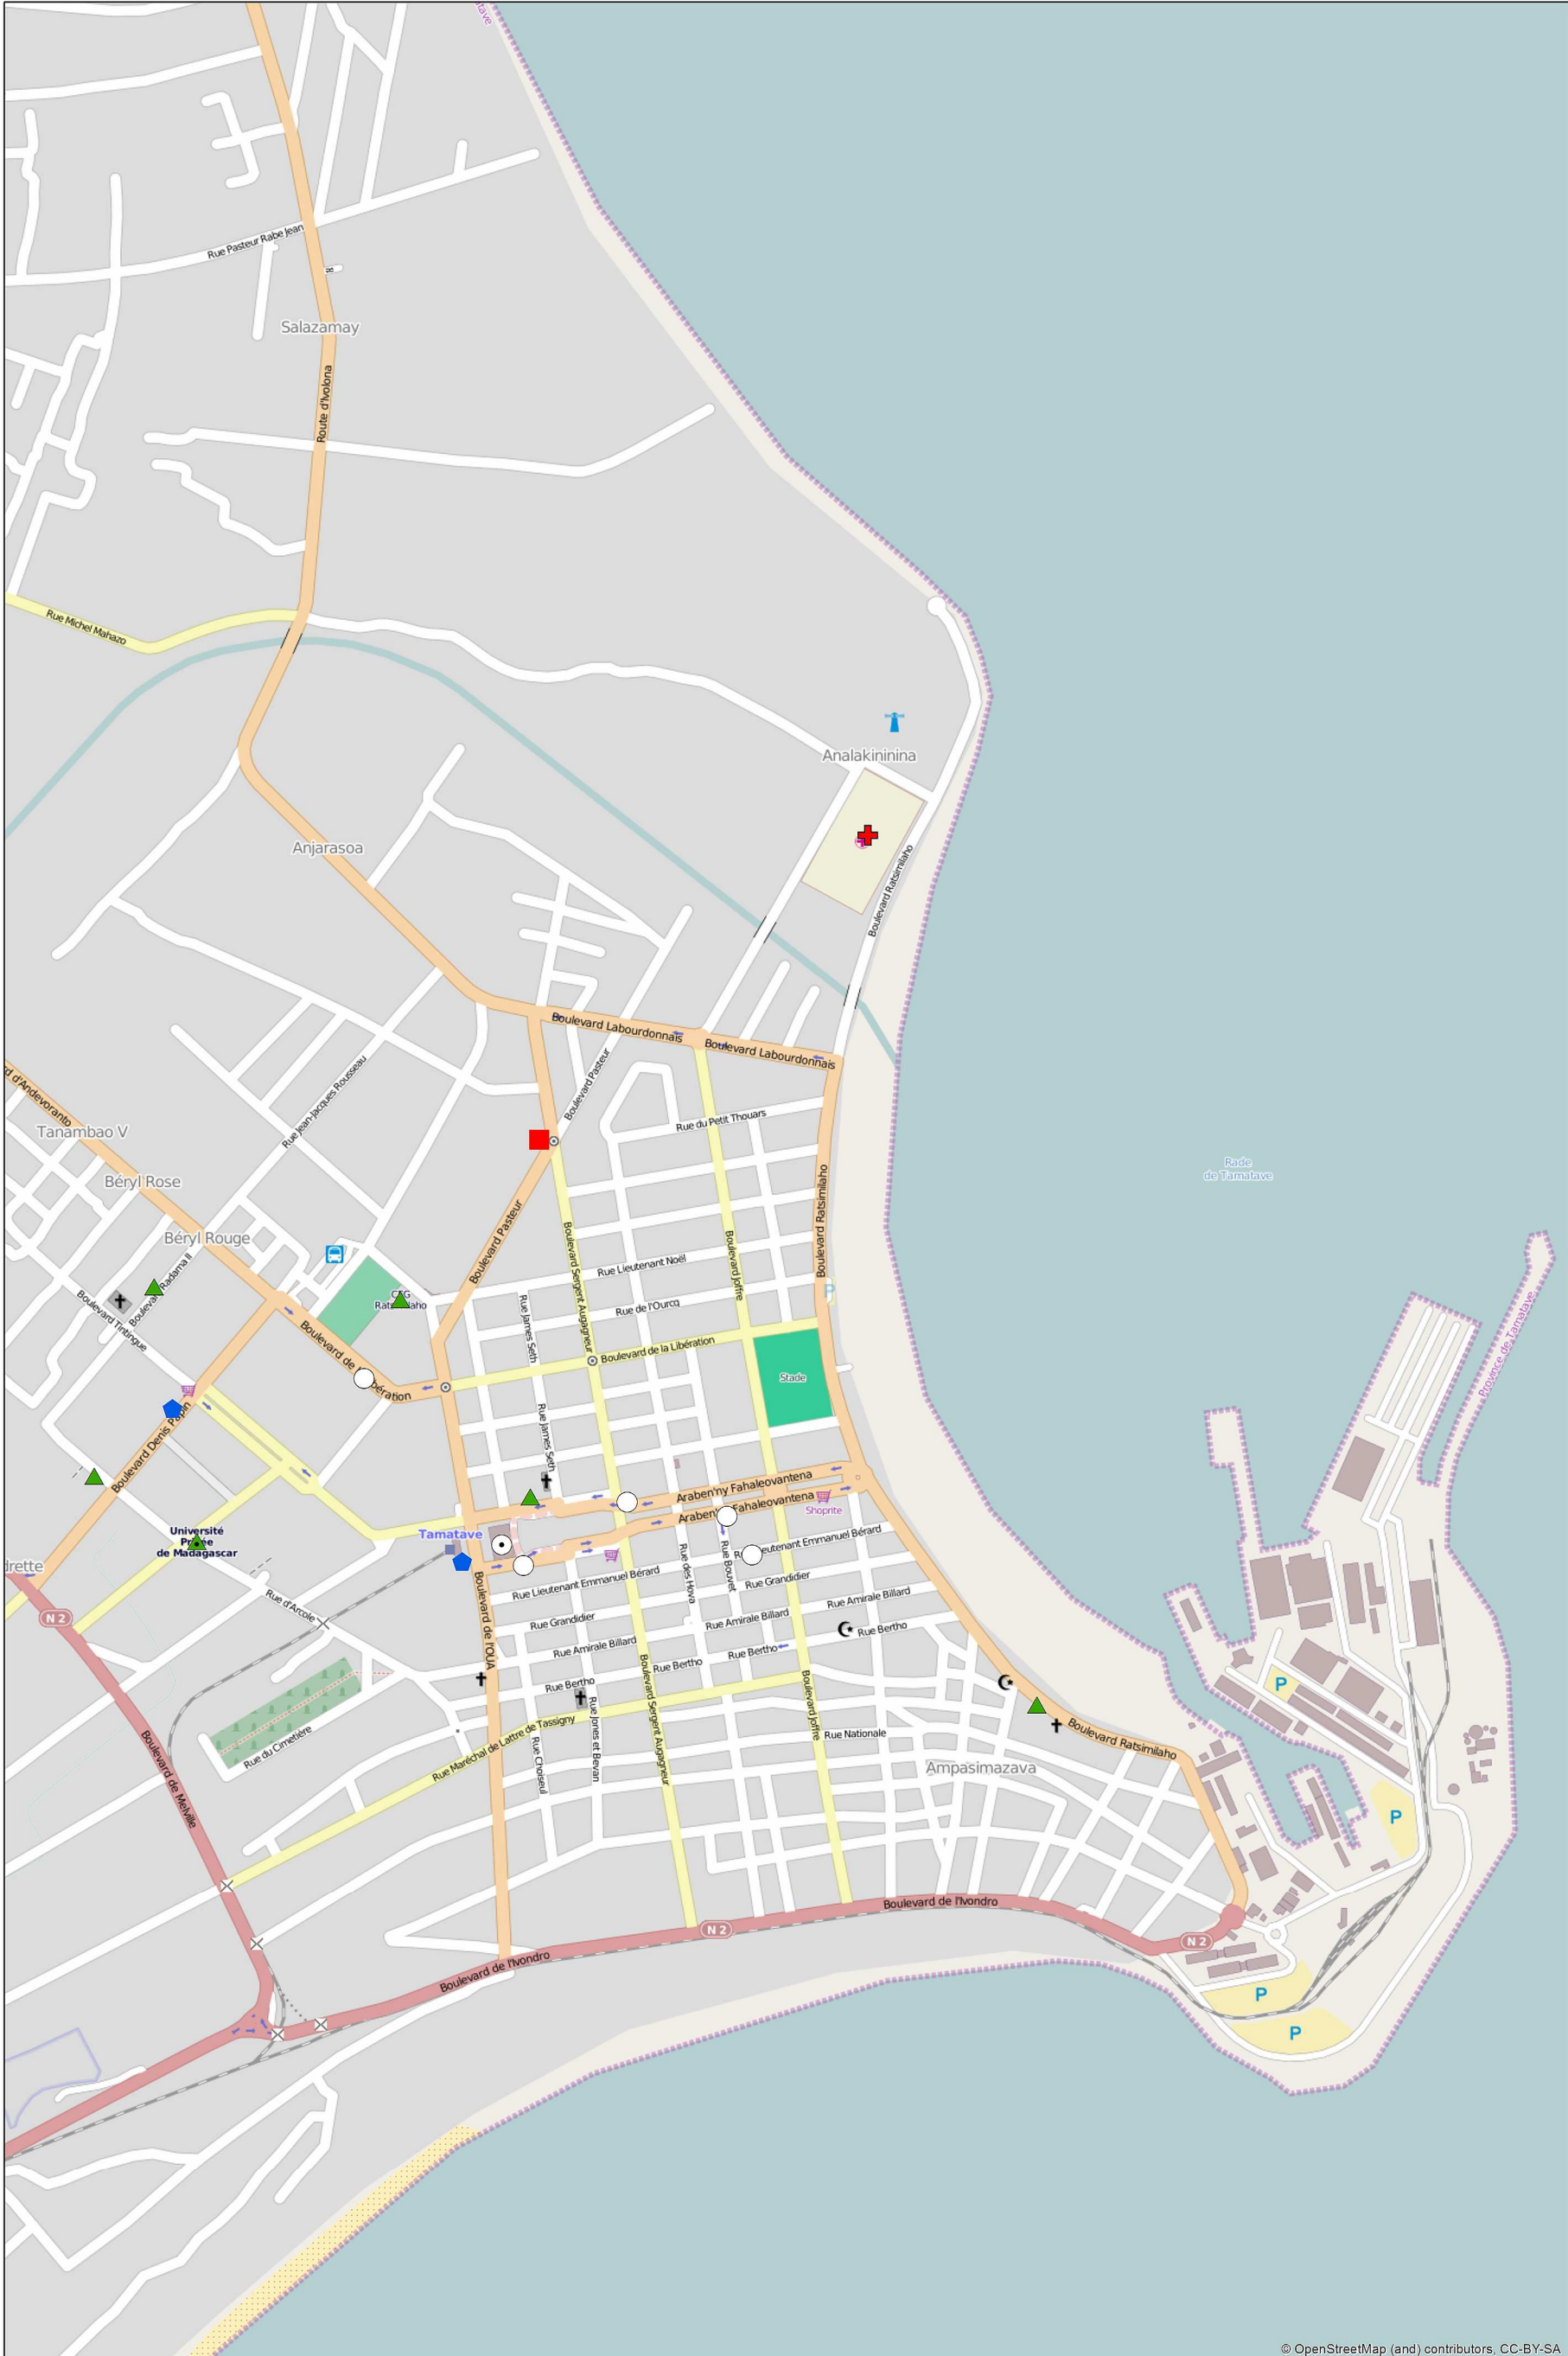 Rue Pasteur Rabe Jean
Salazamay
Route d'Ivolona
Rue Michel Mahazo
Analakininina
Anjarasoa
Boulevard Ratsimilaho
Boulevard Labourdonnais
Boulevard Labourdonnais
Boulevard Pasteur
Rue Jean-Jacques Rousseau
rd d'Andevoranto
Tanambao V
Rue du Petit Thouars
Rade
de Tamatave
Béryl Rose
Boulevard Ratsimilaho
Béryl Rouge
Boulevard Pasteur
Boulevard Sergent Augagneur
Boulevard Joffre
Rue Lieutenant Noël
Radama II
Boulevard Tintingue
Rue de l'Ourcq
P
Rue James Seth
Province de Tamatave
Boulevard de la Libération
Boulevard de
ération
Stade
Boulevard Denis Papin
Rue James Seth
Araben'ny Fahaleovantena
Fahaleovantena
Shoprite
Université
Privée
de Madagascar
Tamatave
drette
N 2
Rue Lieutenant Emmanuel Bérard
eutenant Emmanuel Bérard
Rue des Hova
Rue Bouvet
Rue Grandidier
Rue Grandidier
Rue d'Arcole
Boulevard de l'OUA
Rue Amirale Billard
Rue Amirale Billard
Rue Amirale Billard
Rue Bertho
Rue Bertho
Rue Bertho
Rue Bertho
P
Boulevard Sergent Augagneur
Boulevard Joffre
Rue Jones et Bevan
Rue Maréchal de Lattre de Tassigny
Rue Choiseul
Rue Nationale
Boulevard Ratsimilaho
Rue du Cimetière
Boulevard de Melville
Ampasimazava
P
Boulevard de l'Ivondro
N 2
N 2
Boulevard de l'Ivondro
P
P
© OpenStreetMap (and) contributors, CC-BY-SA